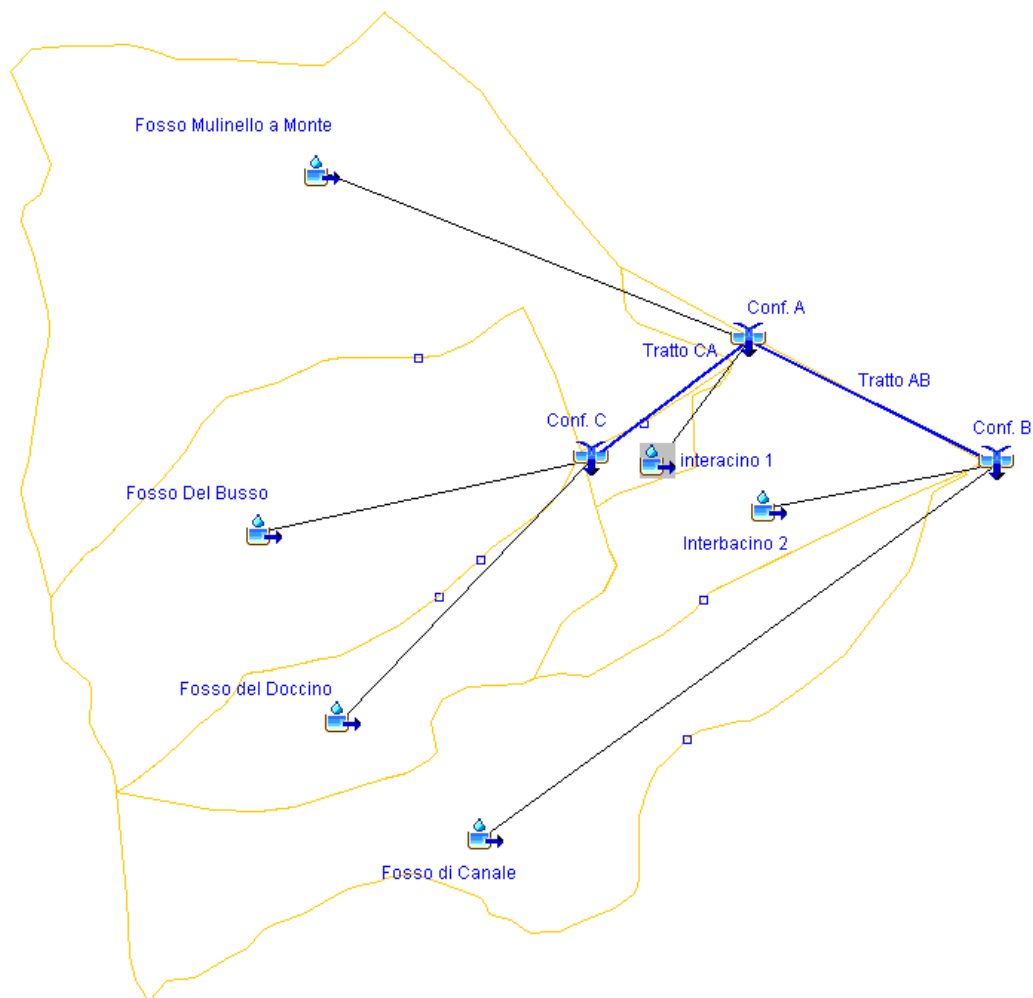 Fosso Mulinello a Monte
Conf. A
Tratto CA
Tratto AB
Conf. C
Conf. B
interacino 1
Fosso Del Busso
Interbacino 2
Fosso del Doccino
Fosso di Canale